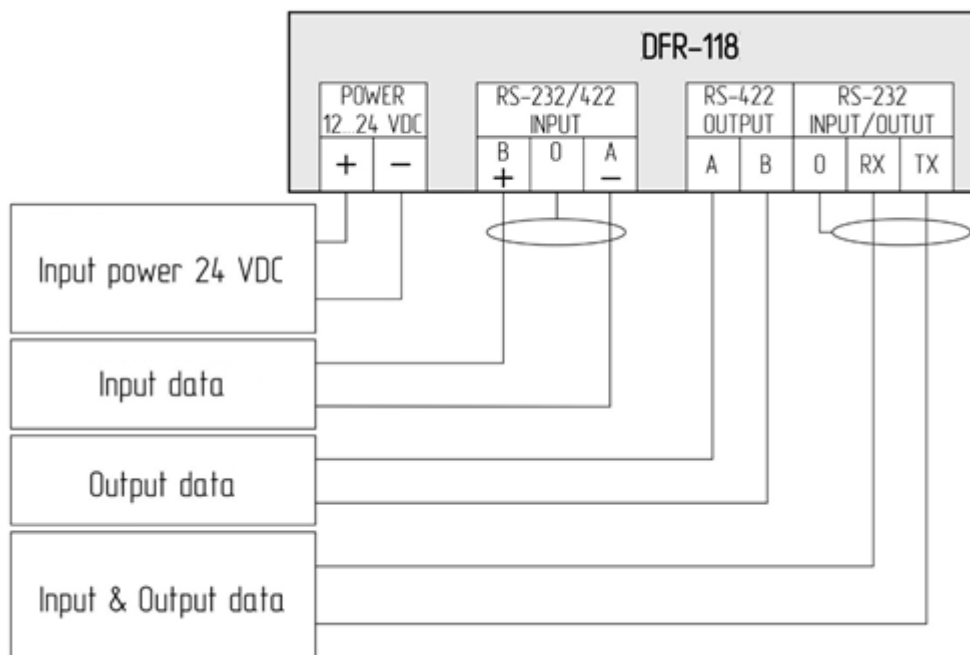 DFR-118
POWER
12...24 VDC
+ −
RS-232/422
INPUT
B 0 A
+ −
RS-422
OUTPUT
A B
RS-232
INPUT/OUTUT
0 RX TX
Input power 24 VDC
Input data
Output data
Input & Output data